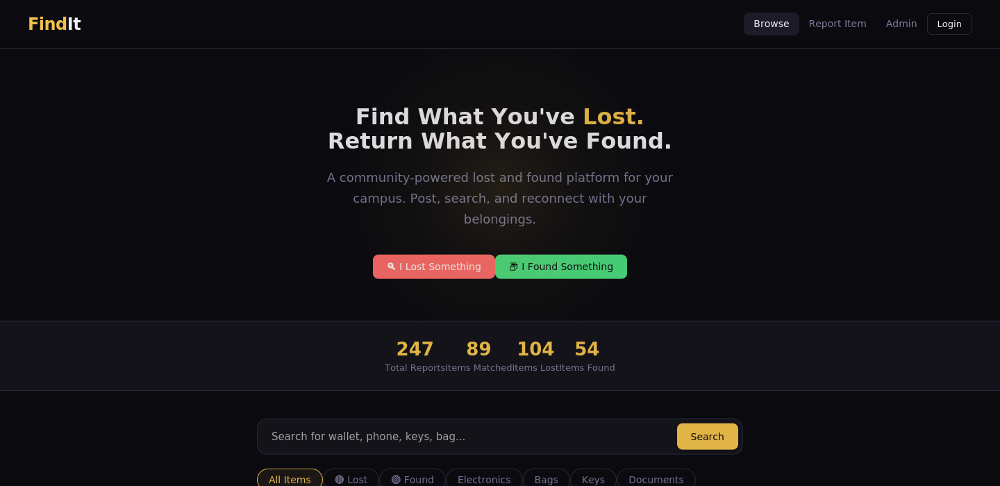 FindIt
Browse Report Item Admin Login
Find What You've Lost.
Return What You've Found.
A community-powered lost and found platform for your
campus. Post, search, and reconnect with your
belongings.
I Lost Something I Found Something
247 89 104 54
Total Reports Items Matched Items Lost Items Found
Search for wallet, phone, keys, bag... Search
All Items Lost Found Electronics Bags Keys Documents